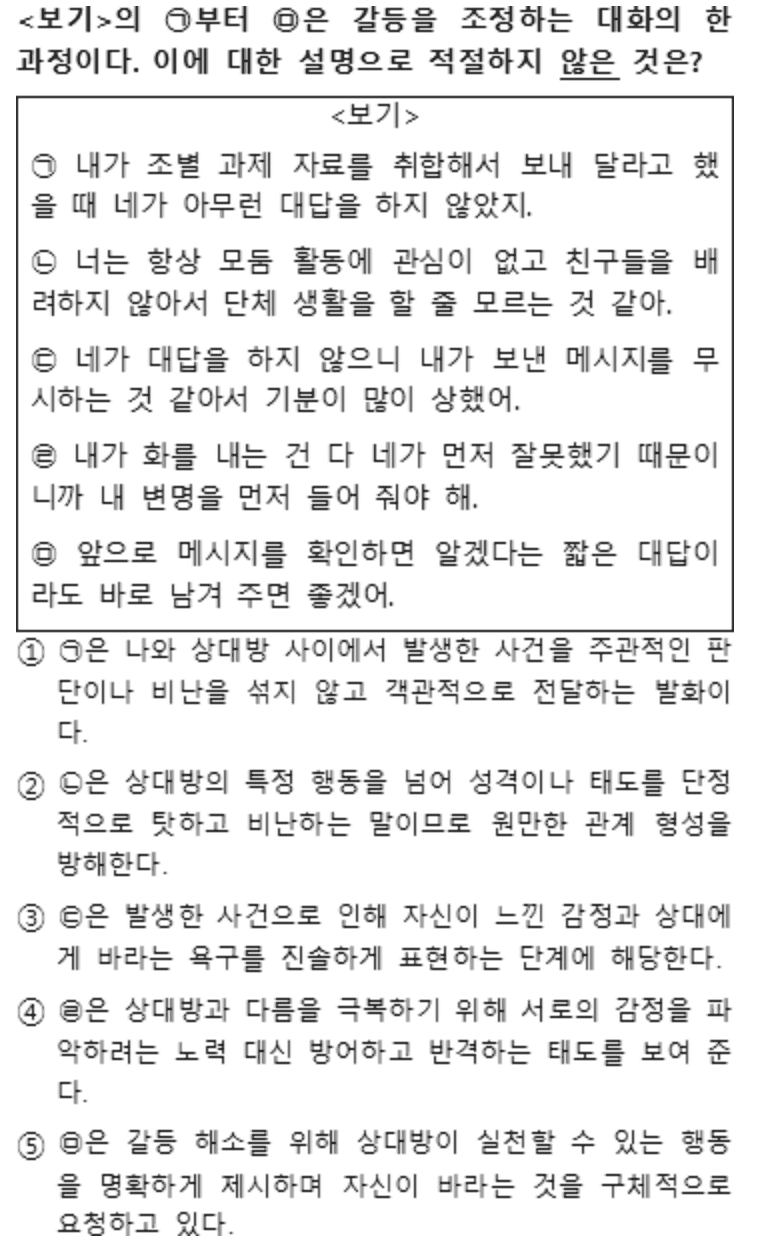 <보기>의 ㉠부터 ㉤은 갈등을 조정하는 대화의 한
과정이다. 이에 대한 설명으로 적절하지 않은 것은?
<보기>
㉠ 내가 조별 과제 자료를 취합해서 보내 달라고 했
을 때 네가 아무런 대답을 하지 않았지.
㉡ 너는 항상 모둠 활동에 관심이 없고 친구들을 배
려하지 않아서 단체 생활을 할 줄 모르는 것 같아.
㉢ 네가 대답을 하지 않으니 내가 보낸 메시지를 무
시하는 것 같아서 기분이 많이 상했어.
㉣ 내가 화를 내는 건 다 네가 먼저 잘못했기 때문이
니까 내 변명을 먼저 들어 줘야 해.
㉤ 앞으로 메시지를 확인하면 알겠다는 짧은 대답이
라도 바로 남겨 주면 좋겠어.
① ㉠은 나와 상대방 사이에서 발생한 사건을 주관적인 판
단이나 비난을 섞지 않고 객관적으로 전달하는 발화이
다.
② ㉡은 상대방의 특정 행동을 넘어 성격이나 태도를 단정
적으로 탓하고 비난하는 말이므로 원만한 관계 형성을
방해한다.
③ ㉢은 발생한 사건으로 인해 자신이 느낀 감정과 상대에
게 바라는 욕구를 진솔하게 표현하는 단계에 해당한다.
④ ㉣은 상대방과 다름을 극복하기 위해 서로의 감정을 파
악하려는 노력 대신 방어하고 반격하는 태도를 보여 준
다.
⑤ ㉤은 갈등 해소를 위해 상대방이 실천할 수 있는 행동
을 명확하게 제시하며 자신이 바라는 것을 구체적으로
요청하고 있다.